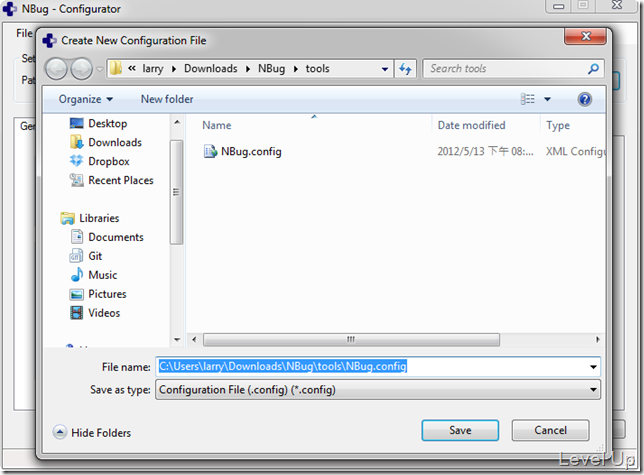 NBug - Configurator
File
Create New Configuration File
« larry ▸ Downloads ▸ NBug ▸ tools
Search tools
Organize
New folder
Name
Date modified
Type
Desktop
Downloads
Dropbox
Recent Places
Libraries
Documents
Git
Music
Pictures
Videos
NBug.config
2012/5/13 下午 08:...
XML Configu
File name:
C:\Users\larry\Downloads\NBug\tools\NBug.config
Save as type:
Configuration File (.config) (*.config)
Hide Folders
Save
Cancel
Level Up